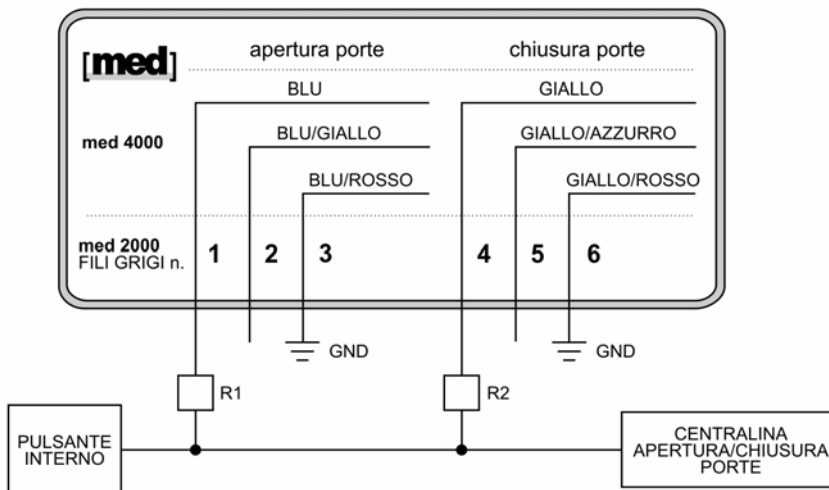 [med]
apertura porte
chiusura porte
BLU
GIALLO
med 4000
BLU/GIALLO
GIALLO/AZZURRO
BLU/ROSSO
GIALLO/ROSSO
med 2000
FILI GRIGI n.
1 2 3 4 5 6
GND
GND
R1
R2
PULSANTE
INTERNO
CENTRALINA
APERTURA/CHIUSURA
PORTE